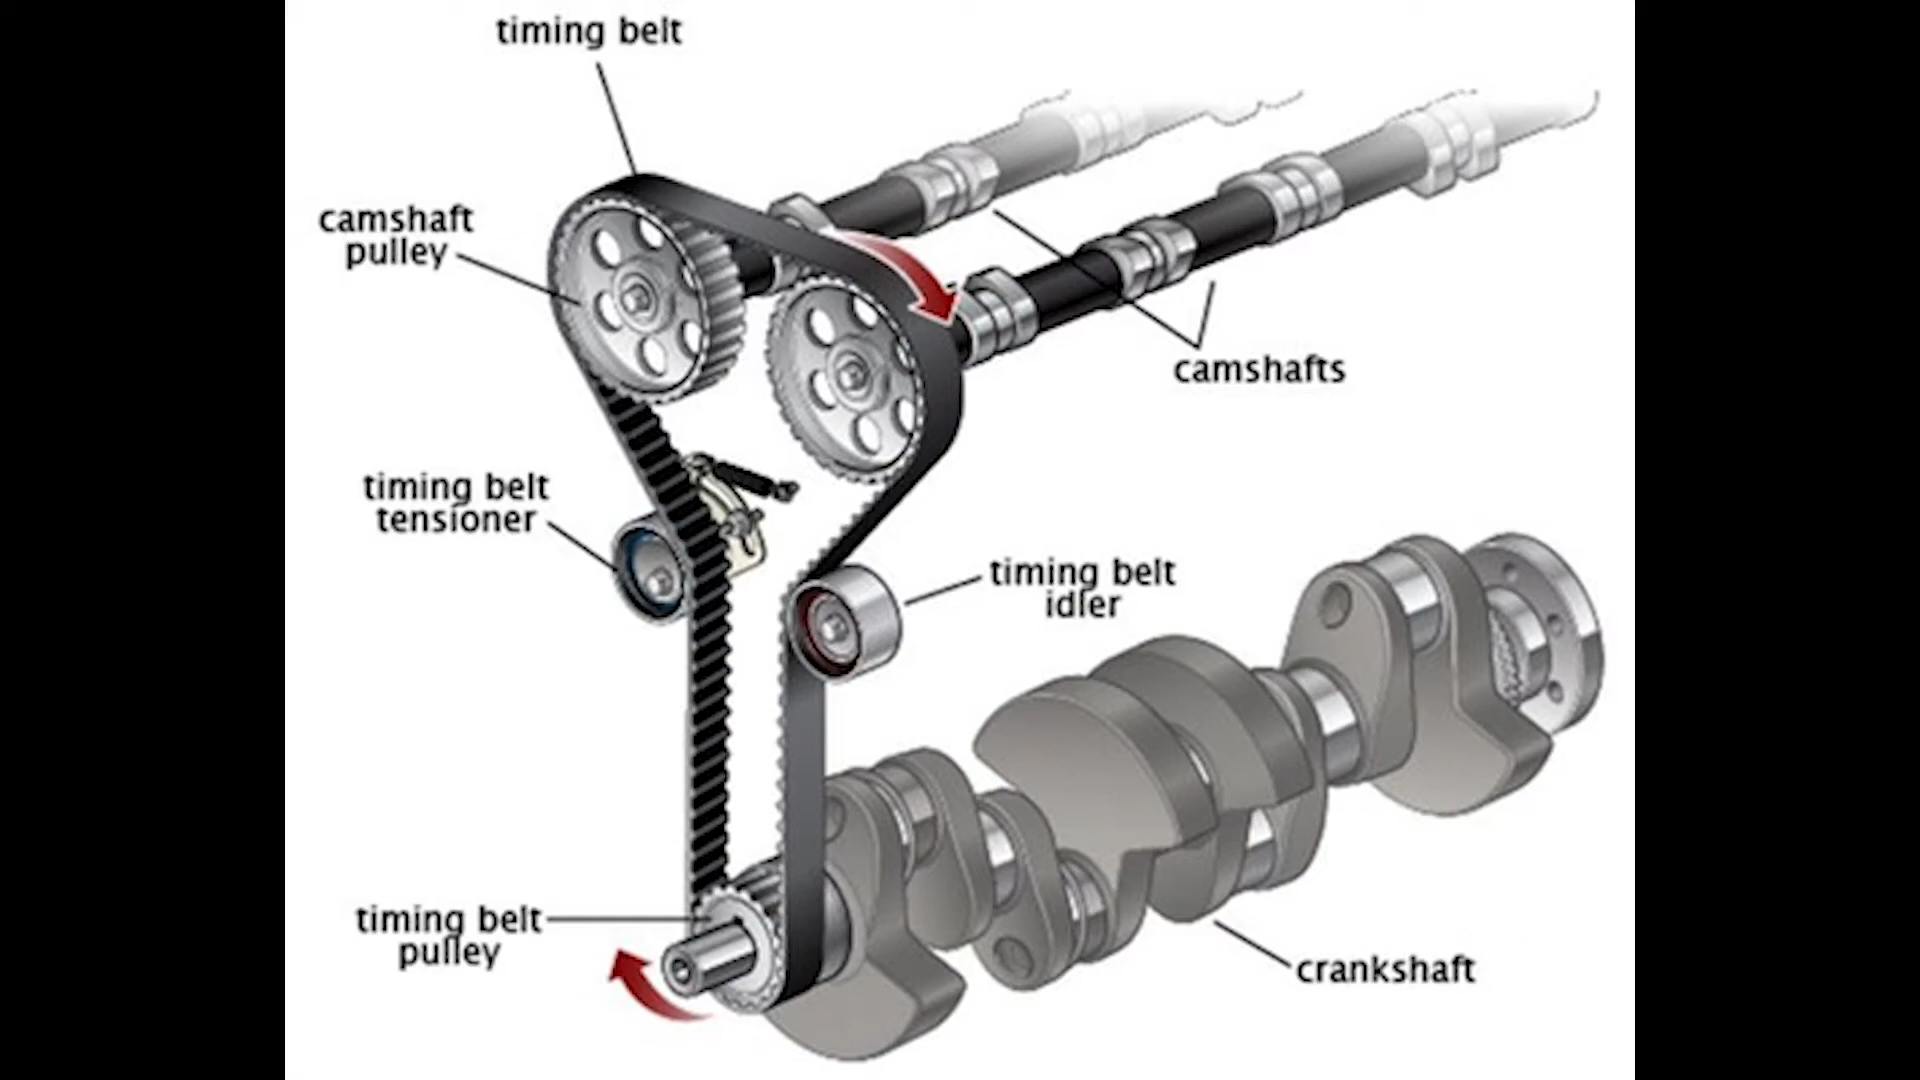 timing belt
camshaft
pulley
camshafts
timing belt
tensioner
timing belt
idler
timing belt
pulley
crankshaft